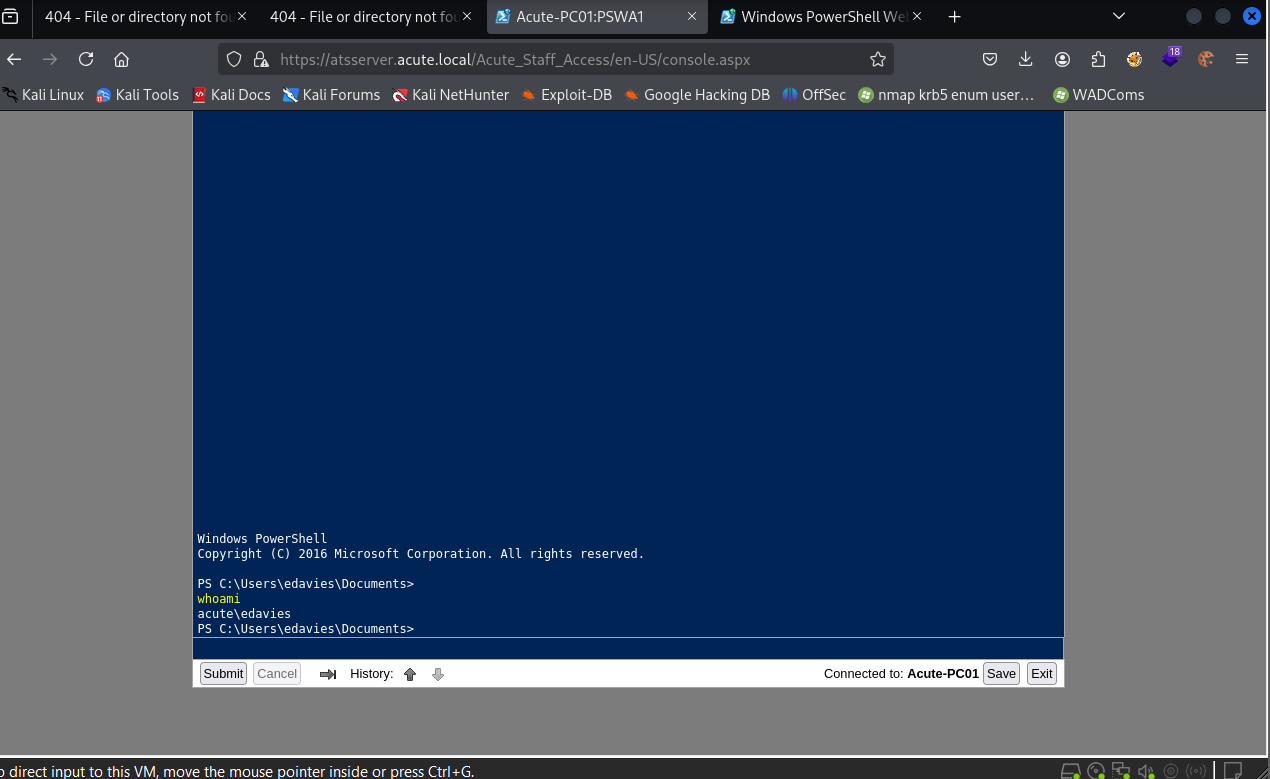 404 - File or directory not fou
404 - File or directory not fou
Acute-PC01:PSWA1
Windows PowerShell Wel
https://atsserver.acute.local/Acute_Staff_Access/en-US/console.aspx
18
Kali Linux
Kali Tools
Kali Docs
Kali Forums
Kali NetHunter
Exploit-DB
Google Hacking DB
OffSec
nmap krb5 enum user…
WADComs
Windows PowerShell
Copyright (C) 2016 Microsoft Corporation. All rights reserved.
PS C:\Users\edavies\Documents>
whoami
acute\edavies
PS C:\Users\edavies\Documents>
Submit
Cancel
History:
Connected to: Acute-PC01
Save
Exit
o direct input to this VM, move the mouse pointer inside or press Ctrl+G.